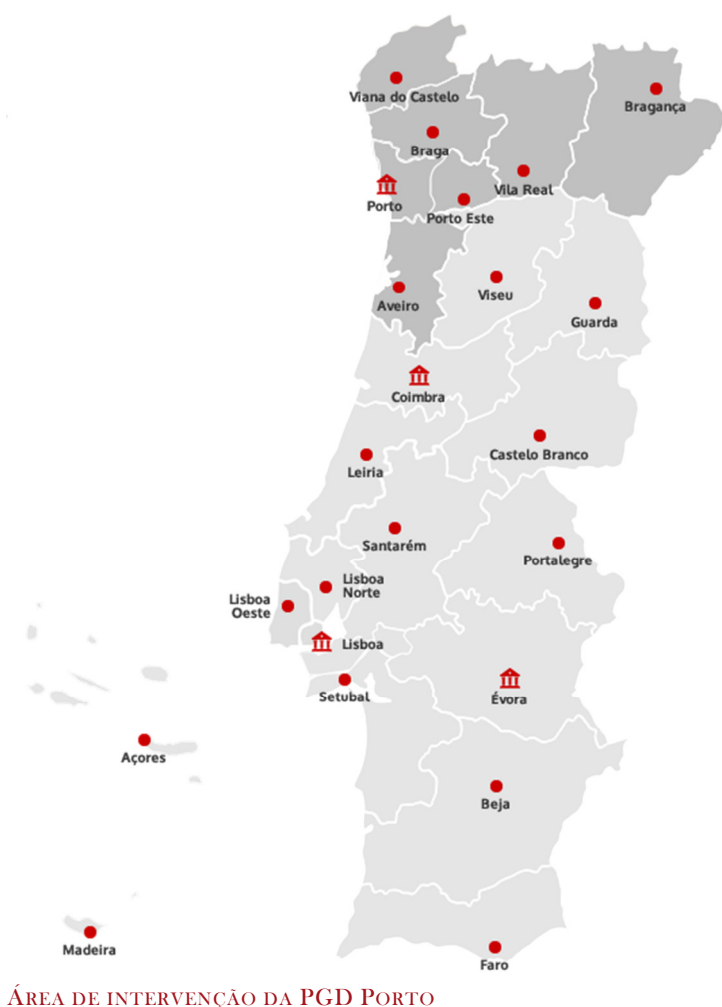 Viana do Castelo
Bragança
Braga
Vila Real
Porto
Porto Este
Aveiro
Viseu
Guarda
Coimbra
Castelo Branco
Leiria
Santarém
Portalegre
Lisboa
Norte
Lisboa
Oeste
Lisboa
Setubal
Évora
Açores
Beja
Madeira
Faro
ÁREA DE INTERVENÇÃO DA PGD PORTO